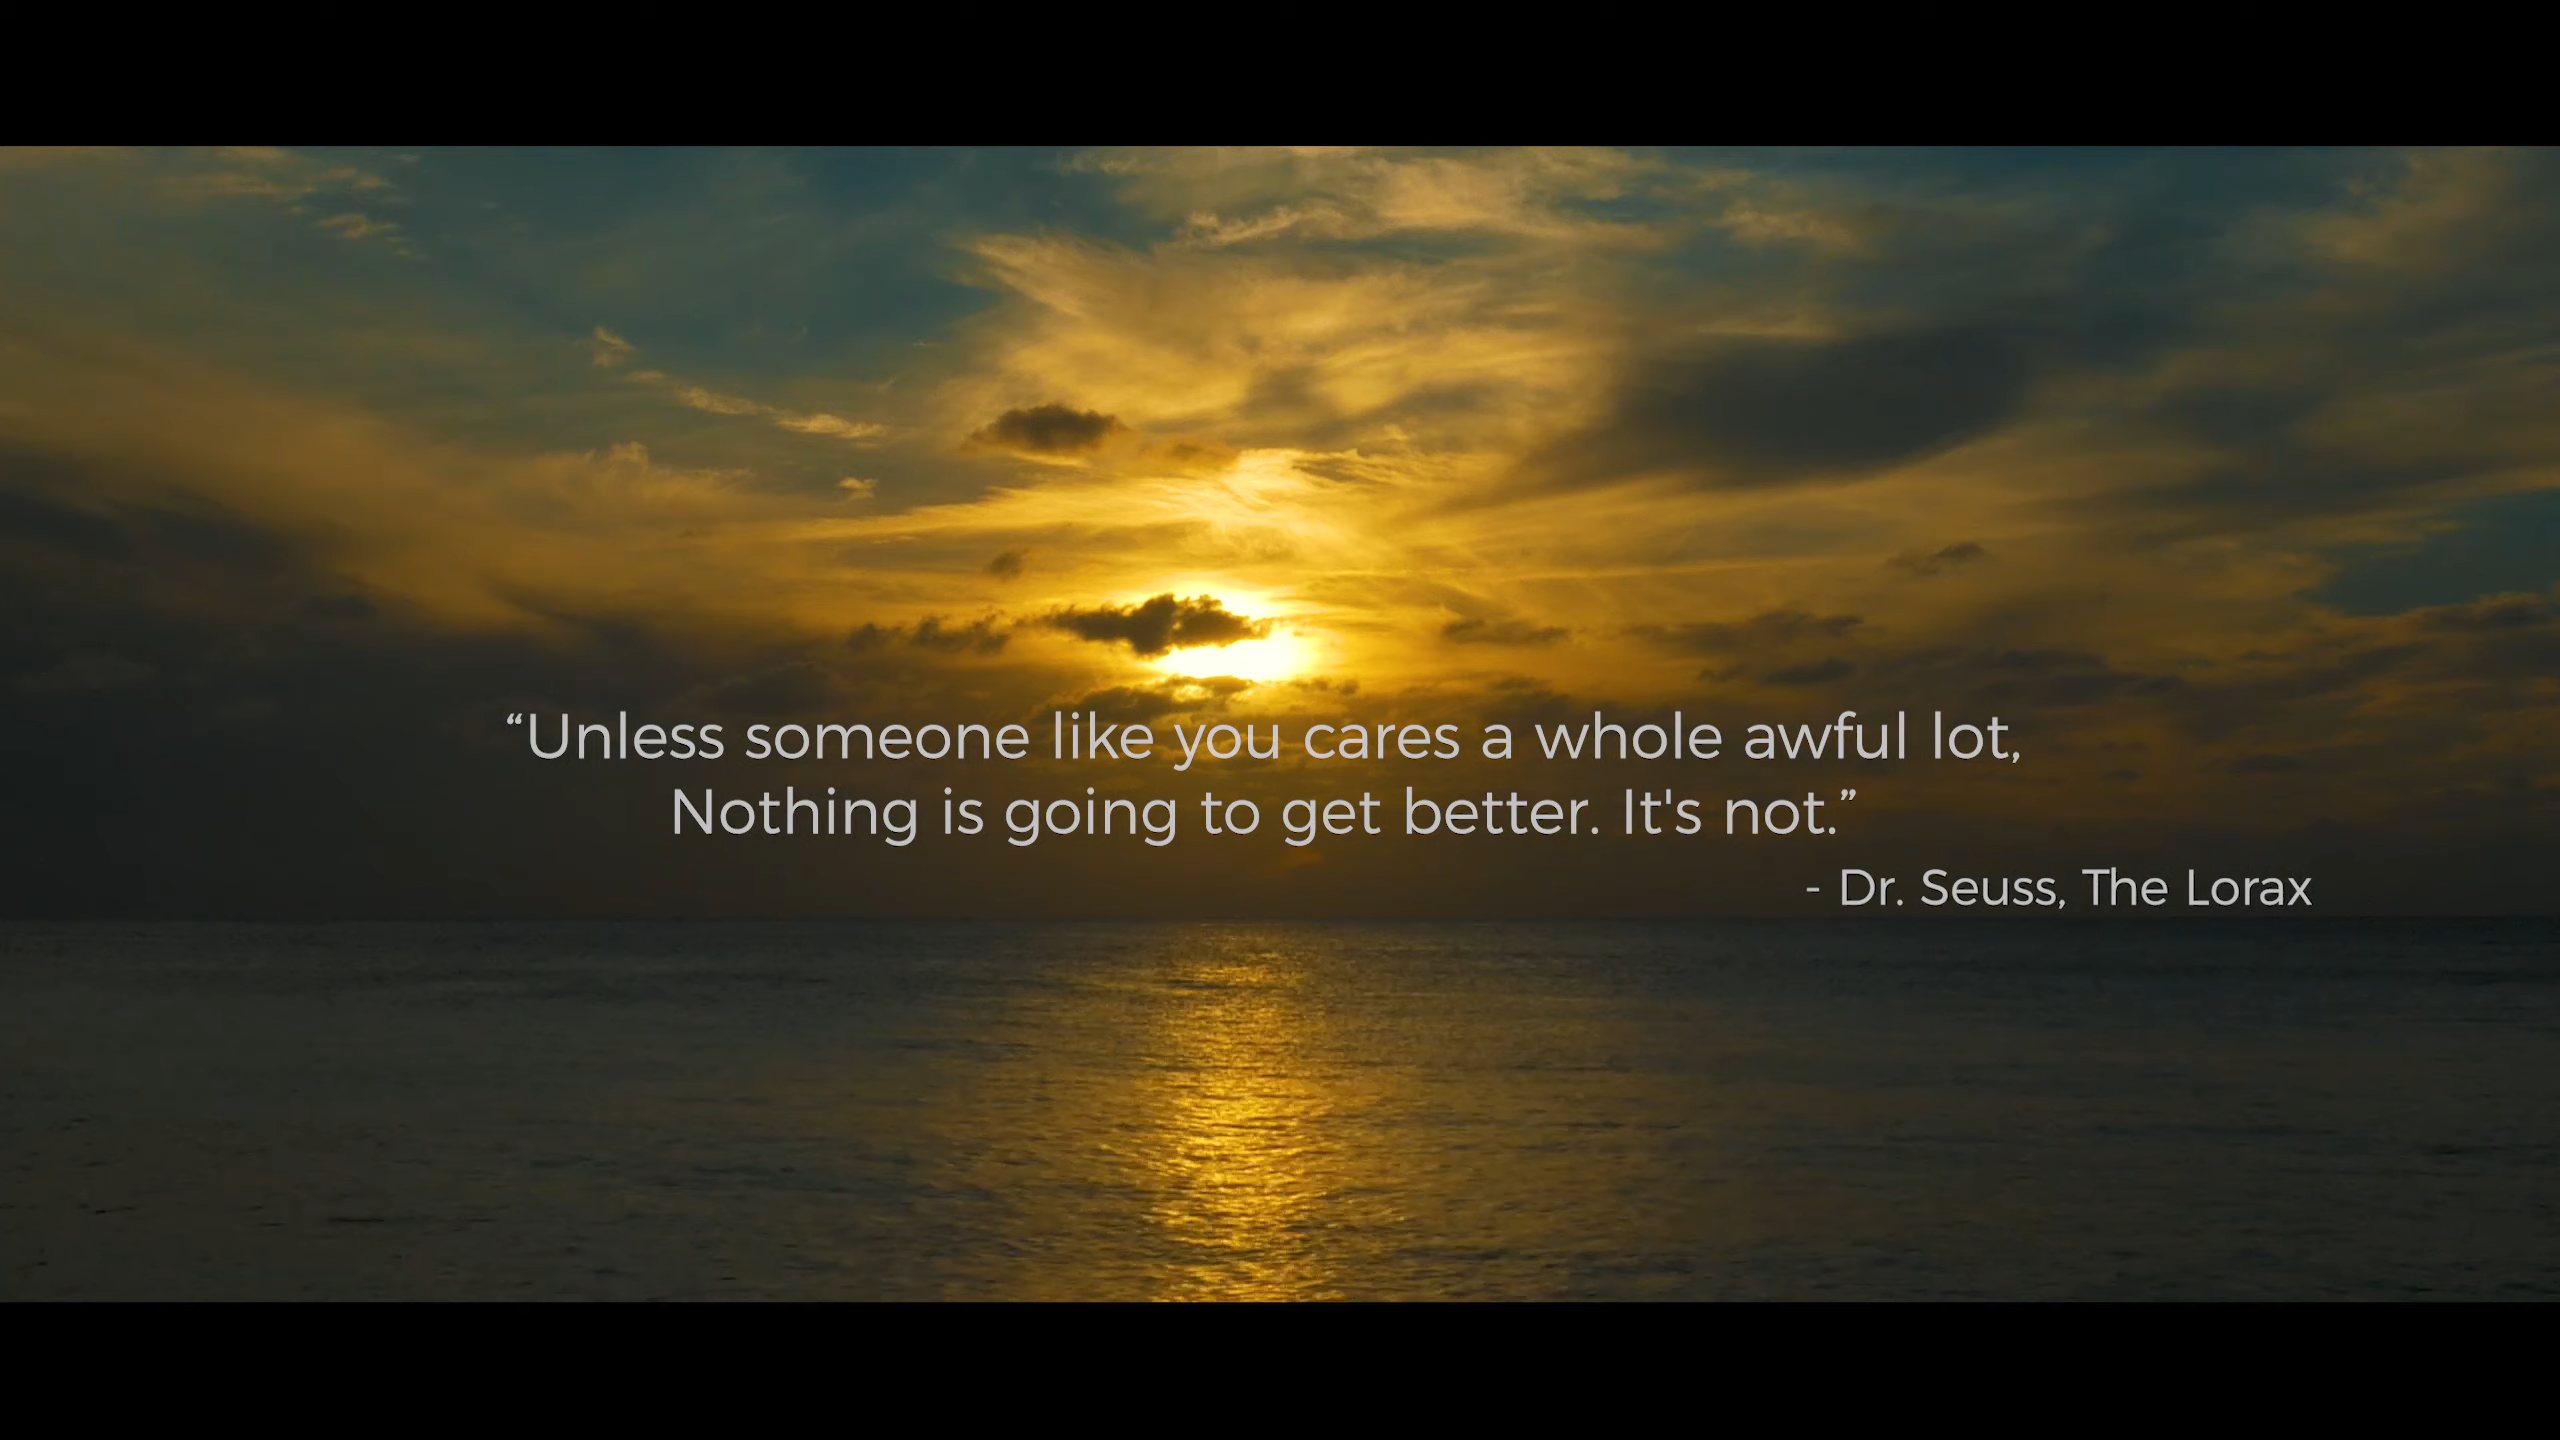 “Unless someone like you cares a whole awful lot,
Nothing is going to get better. It's not.”
- Dr. Seuss, The Lorax